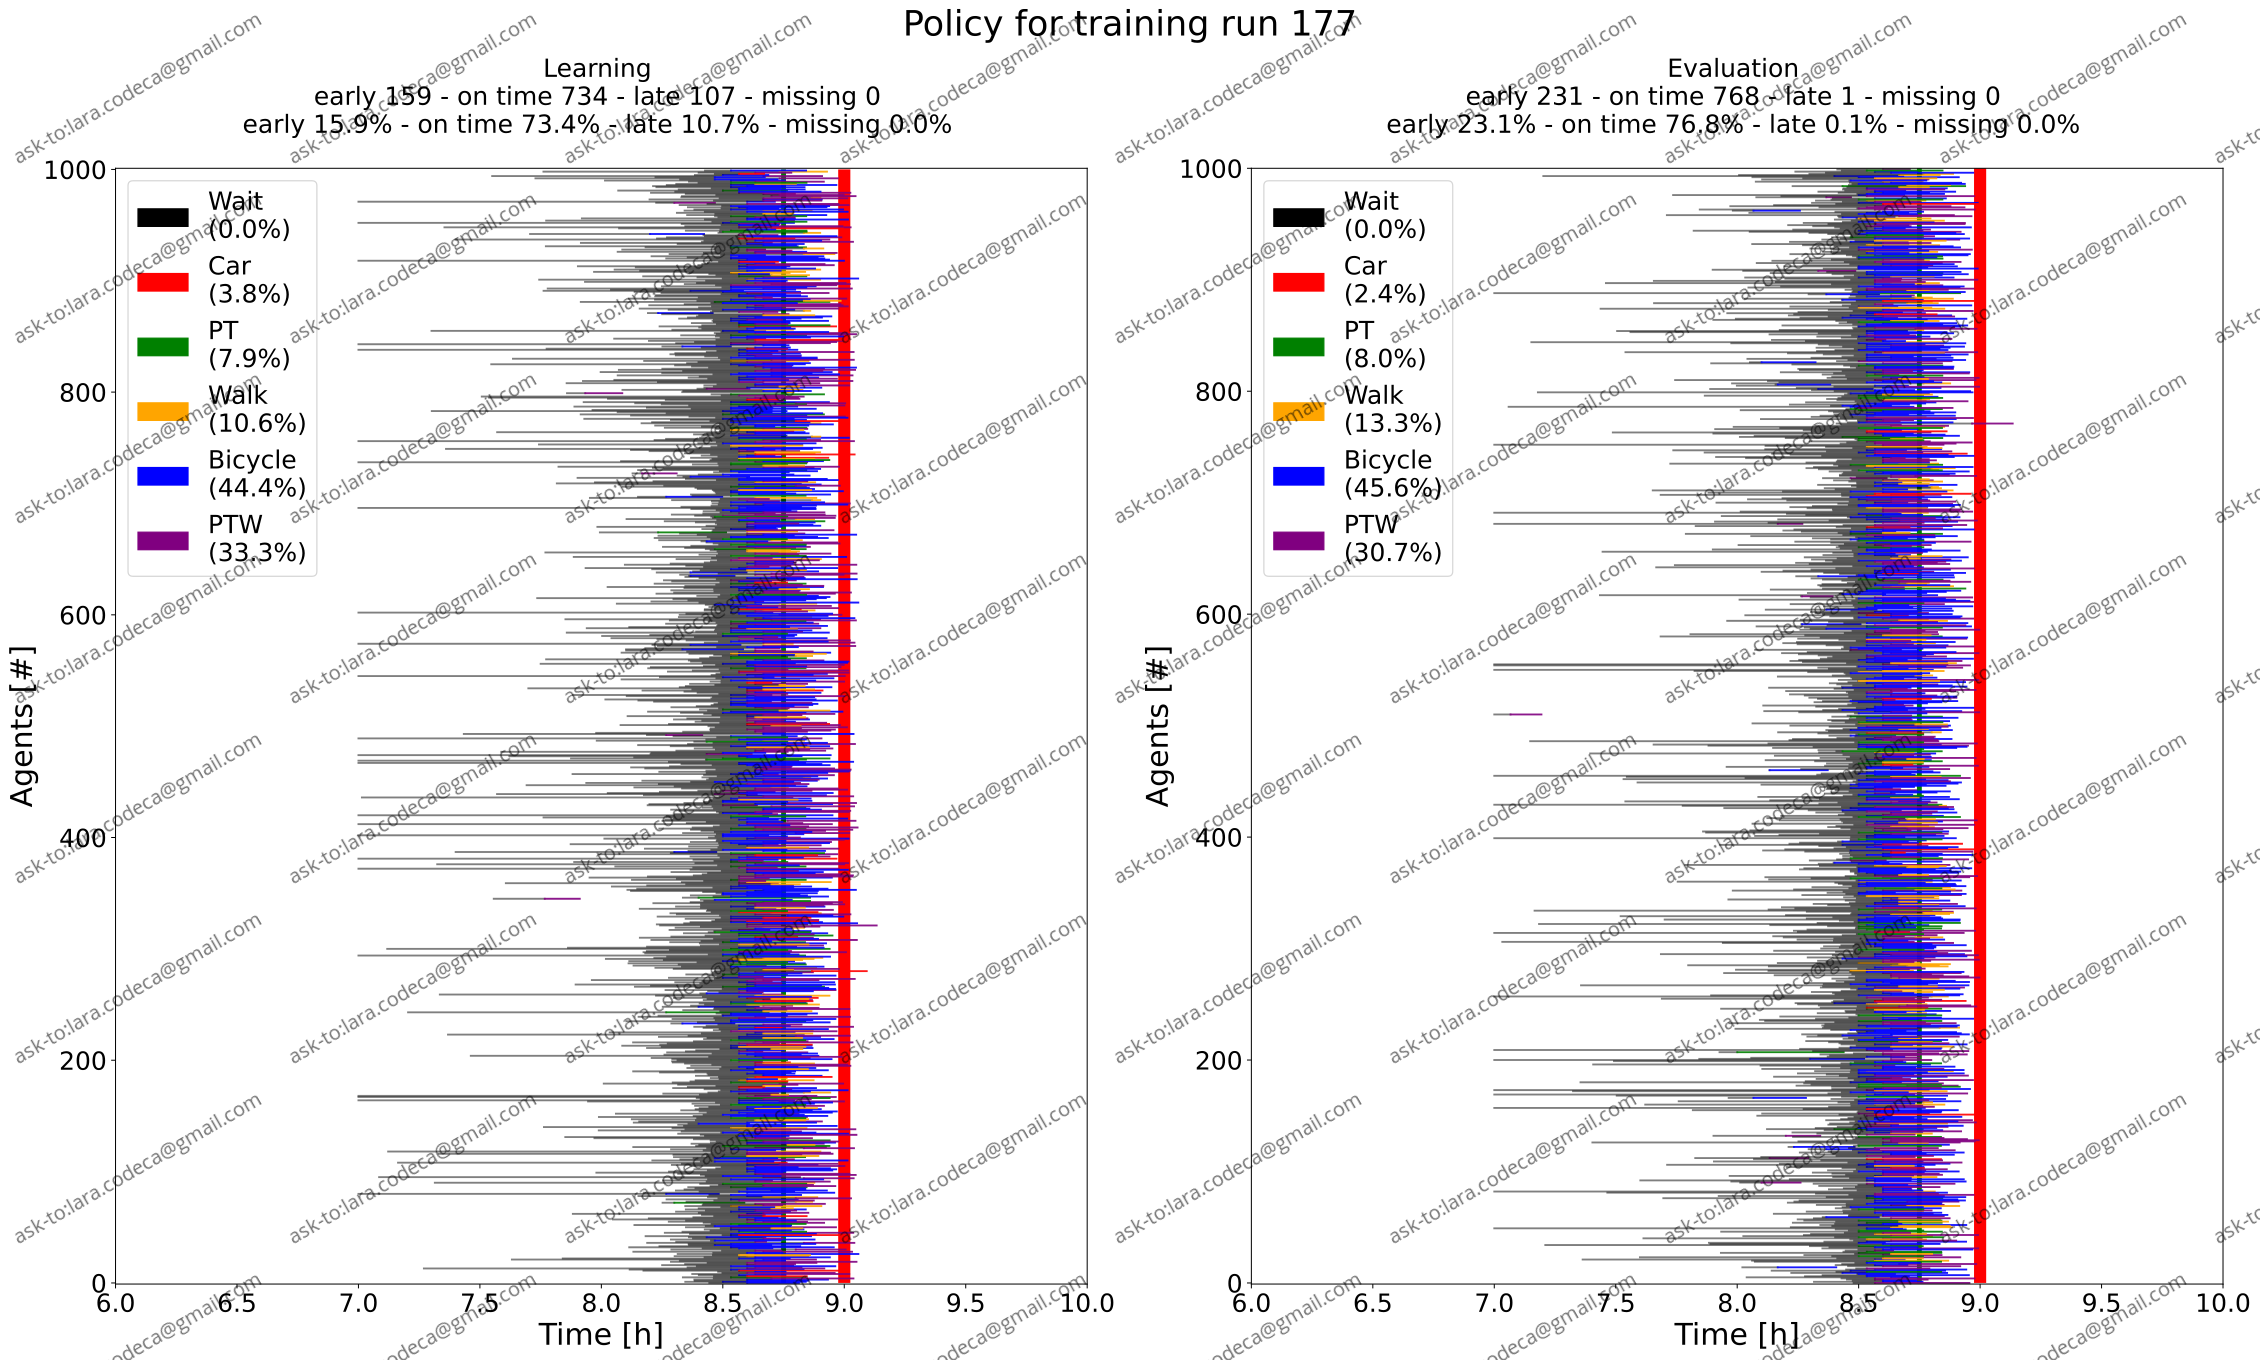 Policy for training run 177
Learning
early 159 - on time 734 - late 107 - missing 0
early 15.9% - on time 73.4% - late 10.7% - missing 0.0%
Wait
(0.0%)
Car
(3.8%)
PT
(7.9%)
Walk
(10.6%)
Bicycle
(44.4%)
PTW
(33.3%)
1000
800
600
400
200
0
Agents [#]
6.0 6.5 7.0 7.5 8.0 8.5 9.0 9.5 10.0
Time [h]
Evaluation
early 231 - on time 768 - late 1 - missing 0
early 23.1% - on time 76.8% - late 0.1% - missing 0.0%
Wait
(0.0%)
Car
(2.4%)
PT
(8.0%)
Walk
(13.3%)
Bicycle
(45.6%)
PTW
(30.7%)
1000
800
600
400
200
0
Agents [#]
6.0 6.5 7.0 7.5 8.0 8.5 9.0 9.5 10.0
Time [h]
ask-to:lara.codeca@gmail.com